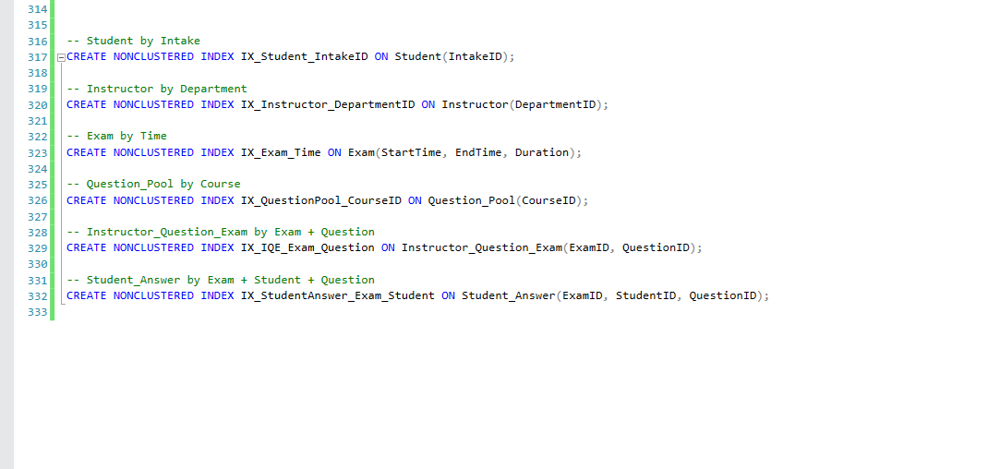 314
315
316 -- Student by Intake
317 CREATE NONCLUSTERED INDEX IX_Student_IntakeID ON Student(IntakeID);
318
319 -- Instructor by Department
320 CREATE NONCLUSTERED INDEX IX_Instructor_DepartmentID ON Instructor(DepartmentID);
321
322 -- Exam by Time
323 CREATE NONCLUSTERED INDEX IX_Exam_Time ON Exam(StartTime, EndTime, Duration);
324
325 -- Question_Pool by Course
326 CREATE NONCLUSTERED INDEX IX_QuestionPool_CourseID ON Question_Pool(CourseID);
327
328 -- Instructor_Question_Exam by Exam + Question
329 CREATE NONCLUSTERED INDEX IX_IQE_Exam_Question ON Instructor_Question_Exam(ExamID, QuestionID);
330
331 -- Student_Answer by Exam + Student + Question
332 CREATE NONCLUSTERED INDEX IX_StudentAnswer_Exam_Student ON Student_Answer(ExamID, StudentID, QuestionID);
333